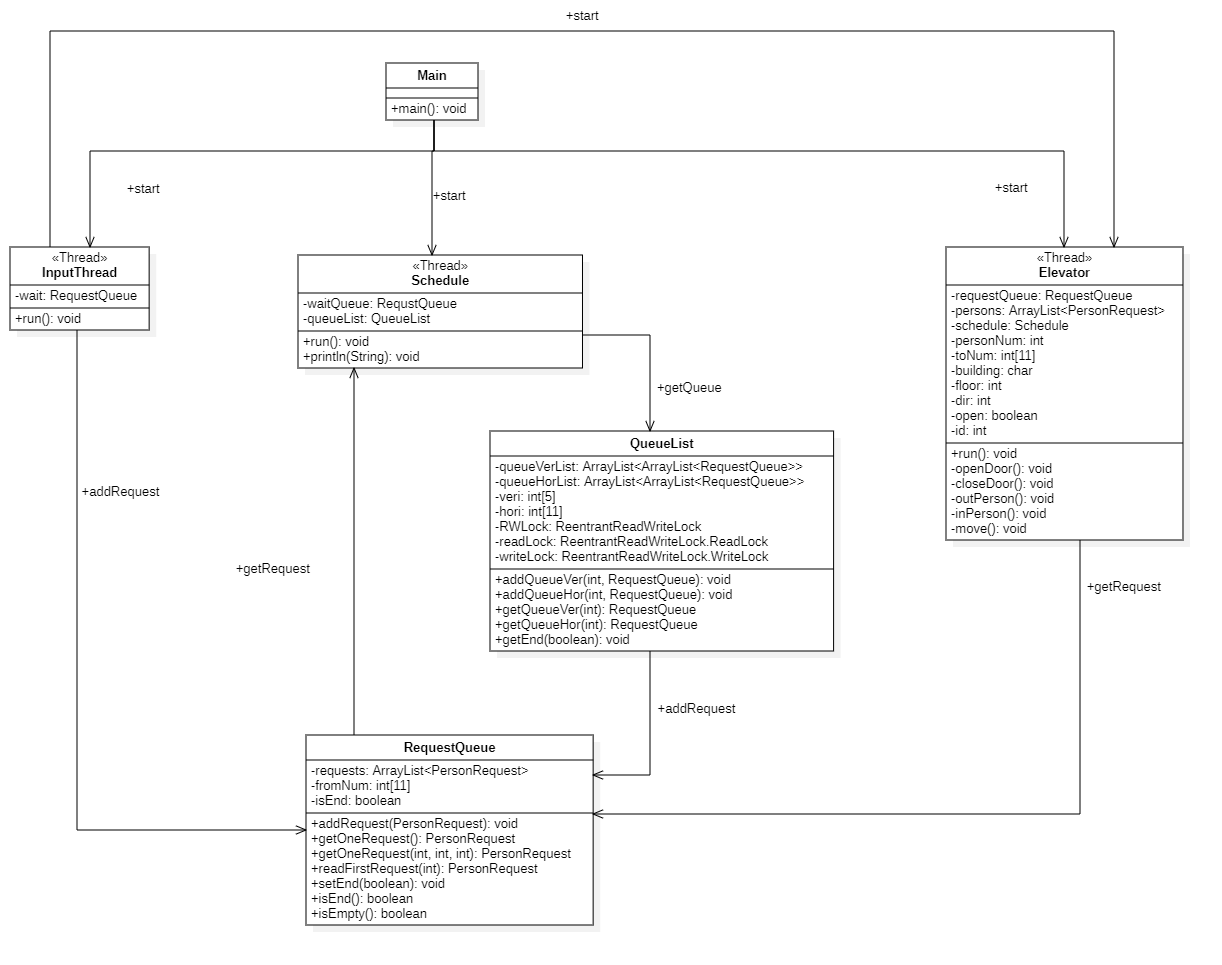 +start
Main
+main(): void
+start
+start
+start
«Thread»
InputThread
-wait: RequestQueue
+run(): void
«Thread»
Schedule
-waitQueue: RequstQueue
-queueList: QueueList
+run(): void
+println(String): void
«Thread»
Elevator
-requestQueue: RequestQueue
-persons: ArrayList<PersonRequest>
-schedule: Schedule
-personNum: int
-toNum: int[11]
-building: char
-floor: int
-dir: int
-open: boolean
-id: int
+run(): void
-openDoor(): void
-closeDoor(): void
-outPerson(): void
-inPerson(): void
-move(): void
+getQueue
QueueList
-queueVerList: ArrayList<ArrayList<RequestQueue>>
-queueHorList: ArrayList<ArrayList<RequestQueue>>
-veri: int[5]
-hori: int[11]
-RWLock: ReentrantReadWriteLock
-readLock: ReentrantReadWriteLock.ReadLock
-writeLock: ReentrantReadWriteLock.WriteLock
+addQueueVer(int, RequestQueue): void
+addQueueHor(int, RequestQueue): void
+getQueueVer(int): RequestQueue
+getQueueHor(int): RequestQueue
+getEnd(boolean): void
+addRequest
+getRequest
+getRequest
+addRequest
RequestQueue
-requests: ArrayList<PersonRequest>
-fromNum: int[11]
-isEnd: boolean
+addRequest(PersonRequest): void
+getOneRequest(): PersonRequest
+getOneRequest(int, int, int): PersonRequest
+readFirstRequest(int): PersonRequest
+setEnd(boolean): void
+isEnd(): boolean
+isEmpty(): boolean